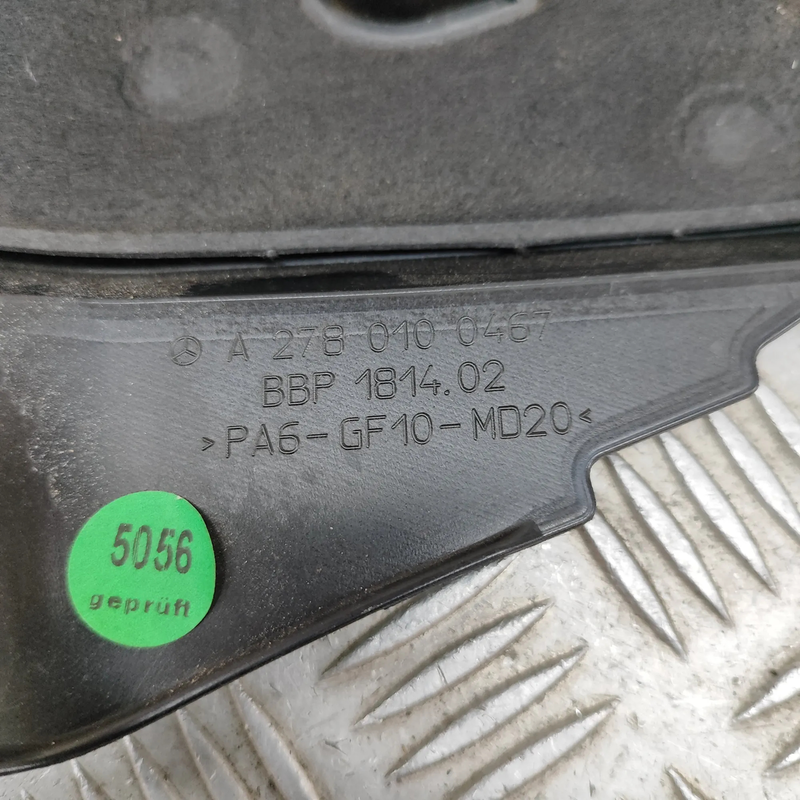 A 278 010 0467
BBP 1814.02
>PA6-GF10-MD20<
5056
geprüft